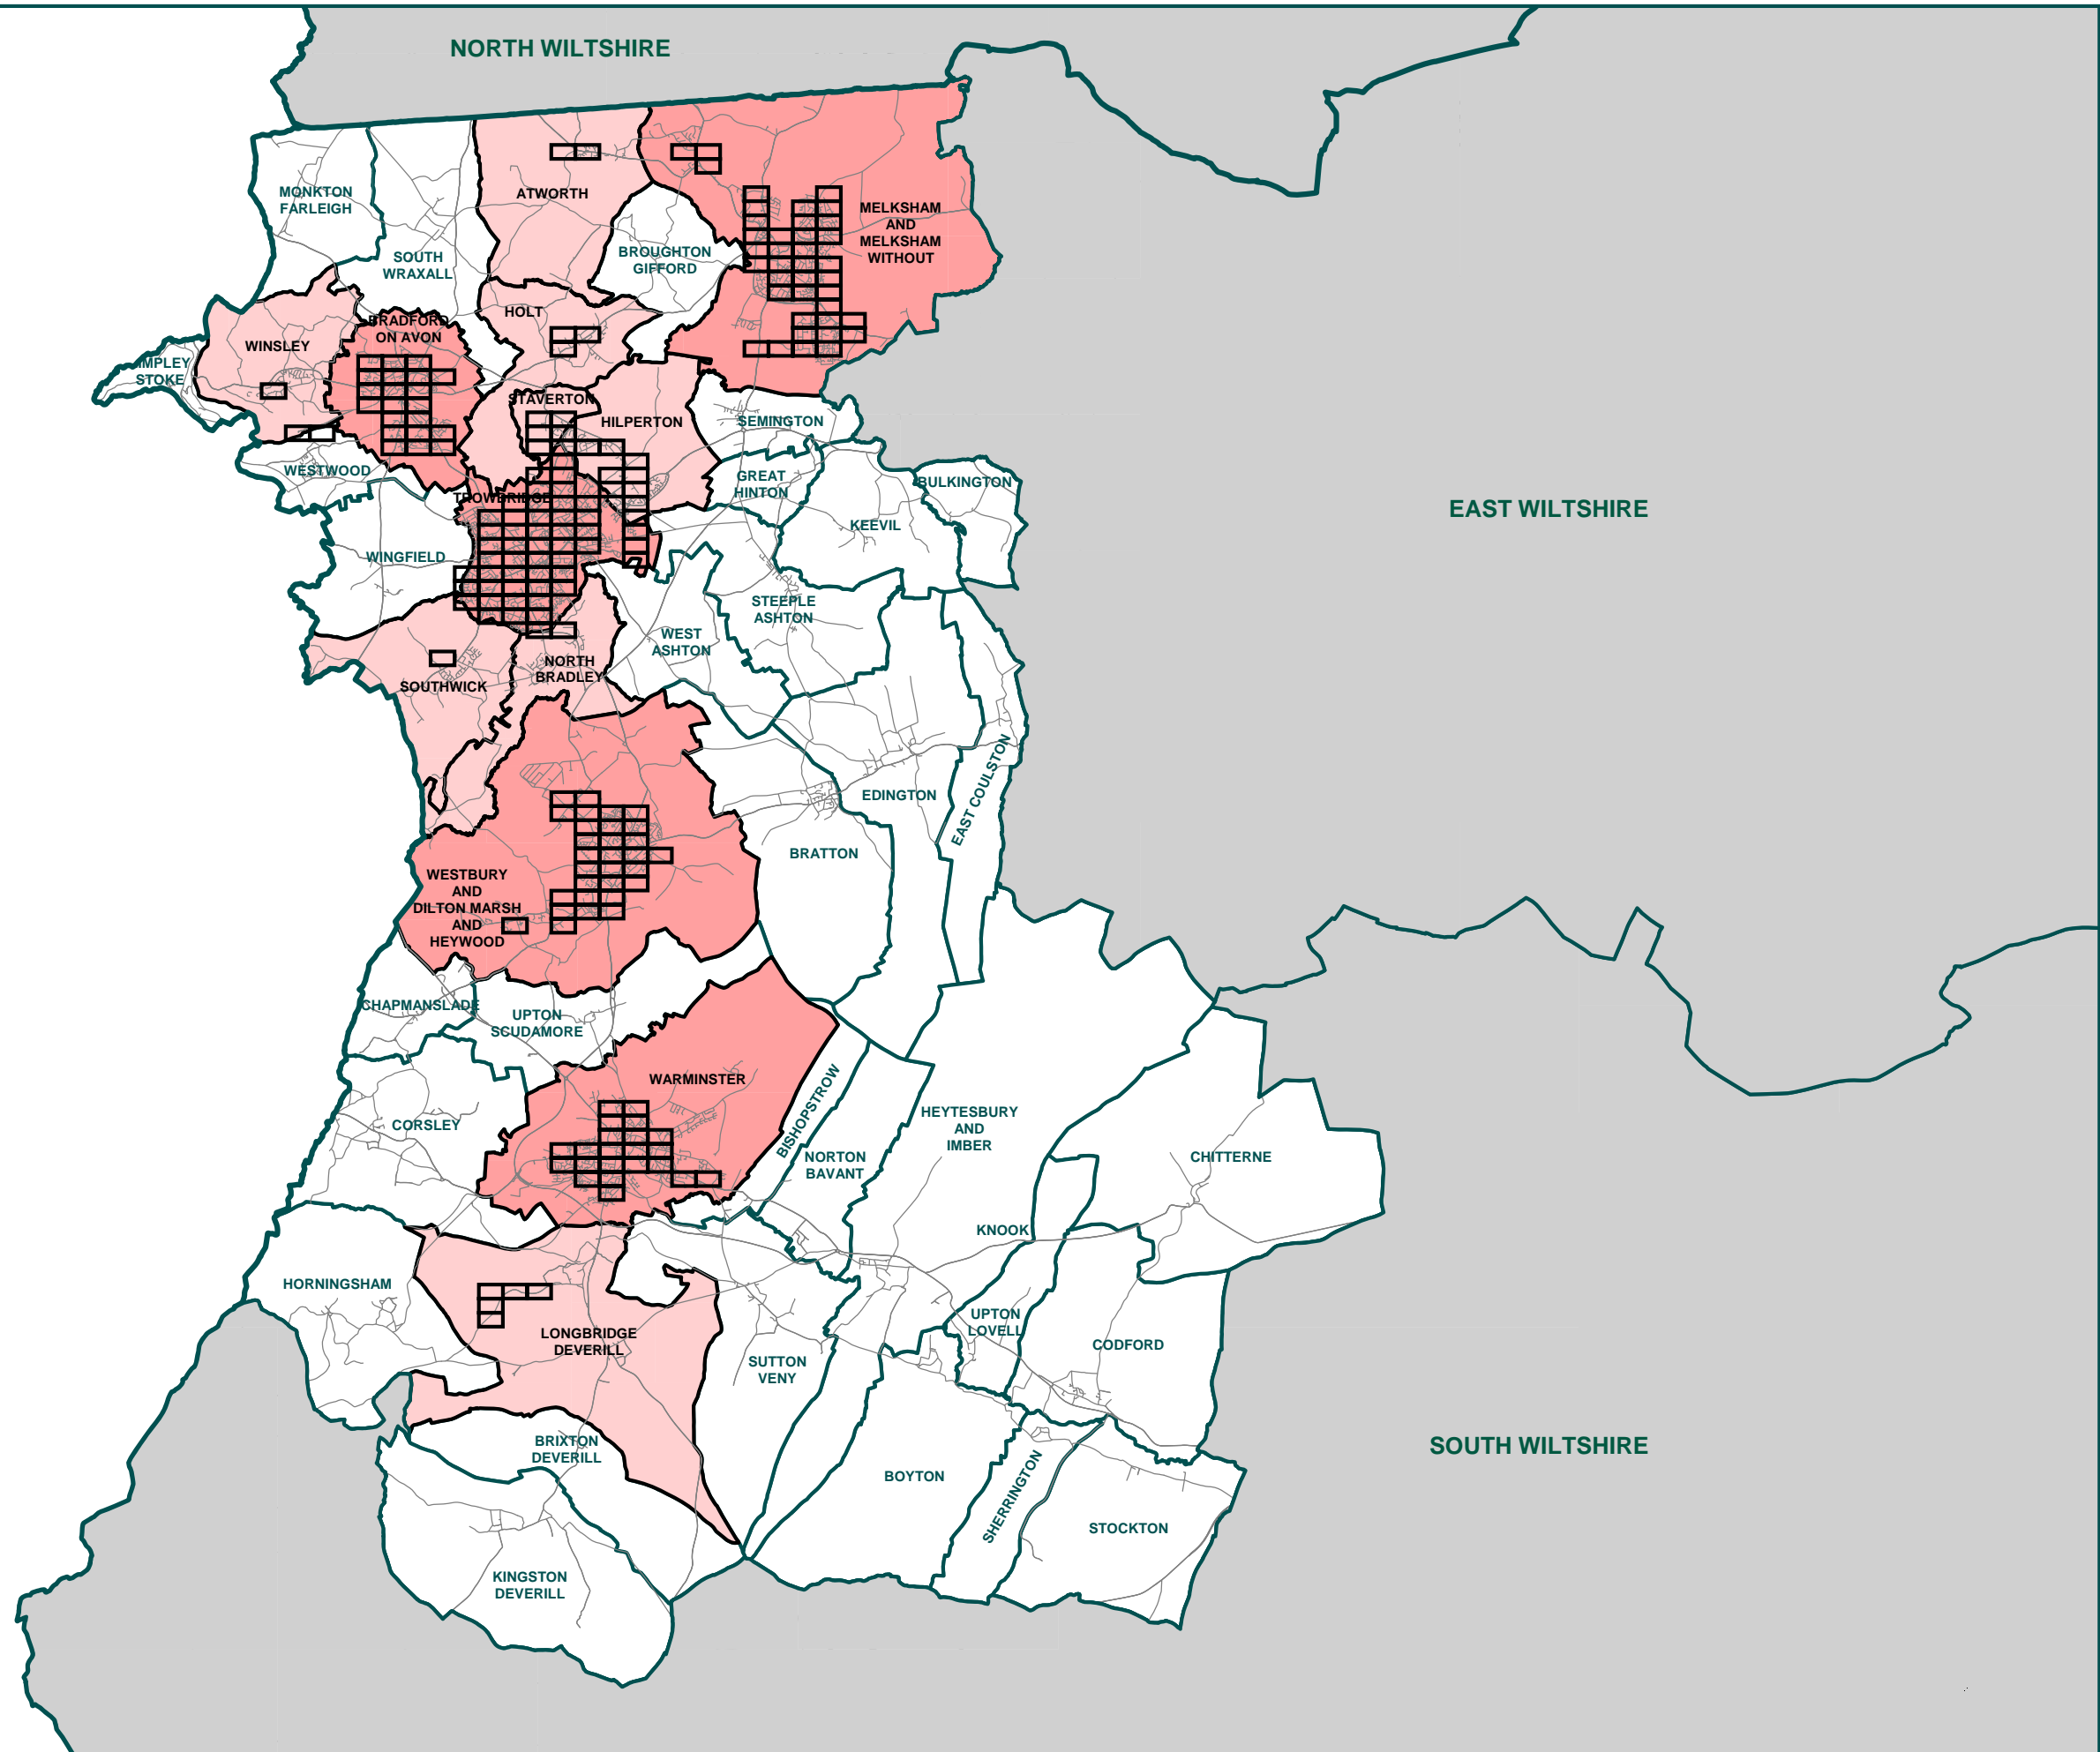 NORTH WILTSHIRE
MONKTON
FARLEIGH
ATWORTH
MELKSHAM
AND
MELKSHAM
WITHOUT
SOUTH
WRAXALL
BROUGHTON
GIFFORD
HOLT
BRADFORD
ON AVON
WINSLEY
IMPLEY
STOKE
STAVERTON
HILPERTON
SEMINGTON
WESTWOOD
GREAT
HINTON
BULKINGTON
TROWBRIDGE
KEEVIL
EAST WILTSHIRE
WINGFIELD
STEEPLE
ASHTON
WEST
ASHTON
NORTH
BRADLEY
SOUTHWICK
EDINGTON
EAST COULSTON
BRATTON
WESTBURY
AND
DILTON MARSH
AND
HEYWOOD
CHAPMANSLADE
UPTON
SCUDAMORE
WARMINSTER
BISHOPSTROW
CORSLEY
HEYTESBURY
AND
IMBER
NORTON
BAVANT
CHITTERNE
KNOOK
HORNINGSHAM
LONGBRIDGE
DEVERILL
UPTON
LOVELL
CODFORD
SUTTON
VENY
BRIXTON
DEVERILL
BOYTON
SHERRINGTON
SOUTH WILTSHIRE
STOCKTON
KINGSTON
DEVERILL